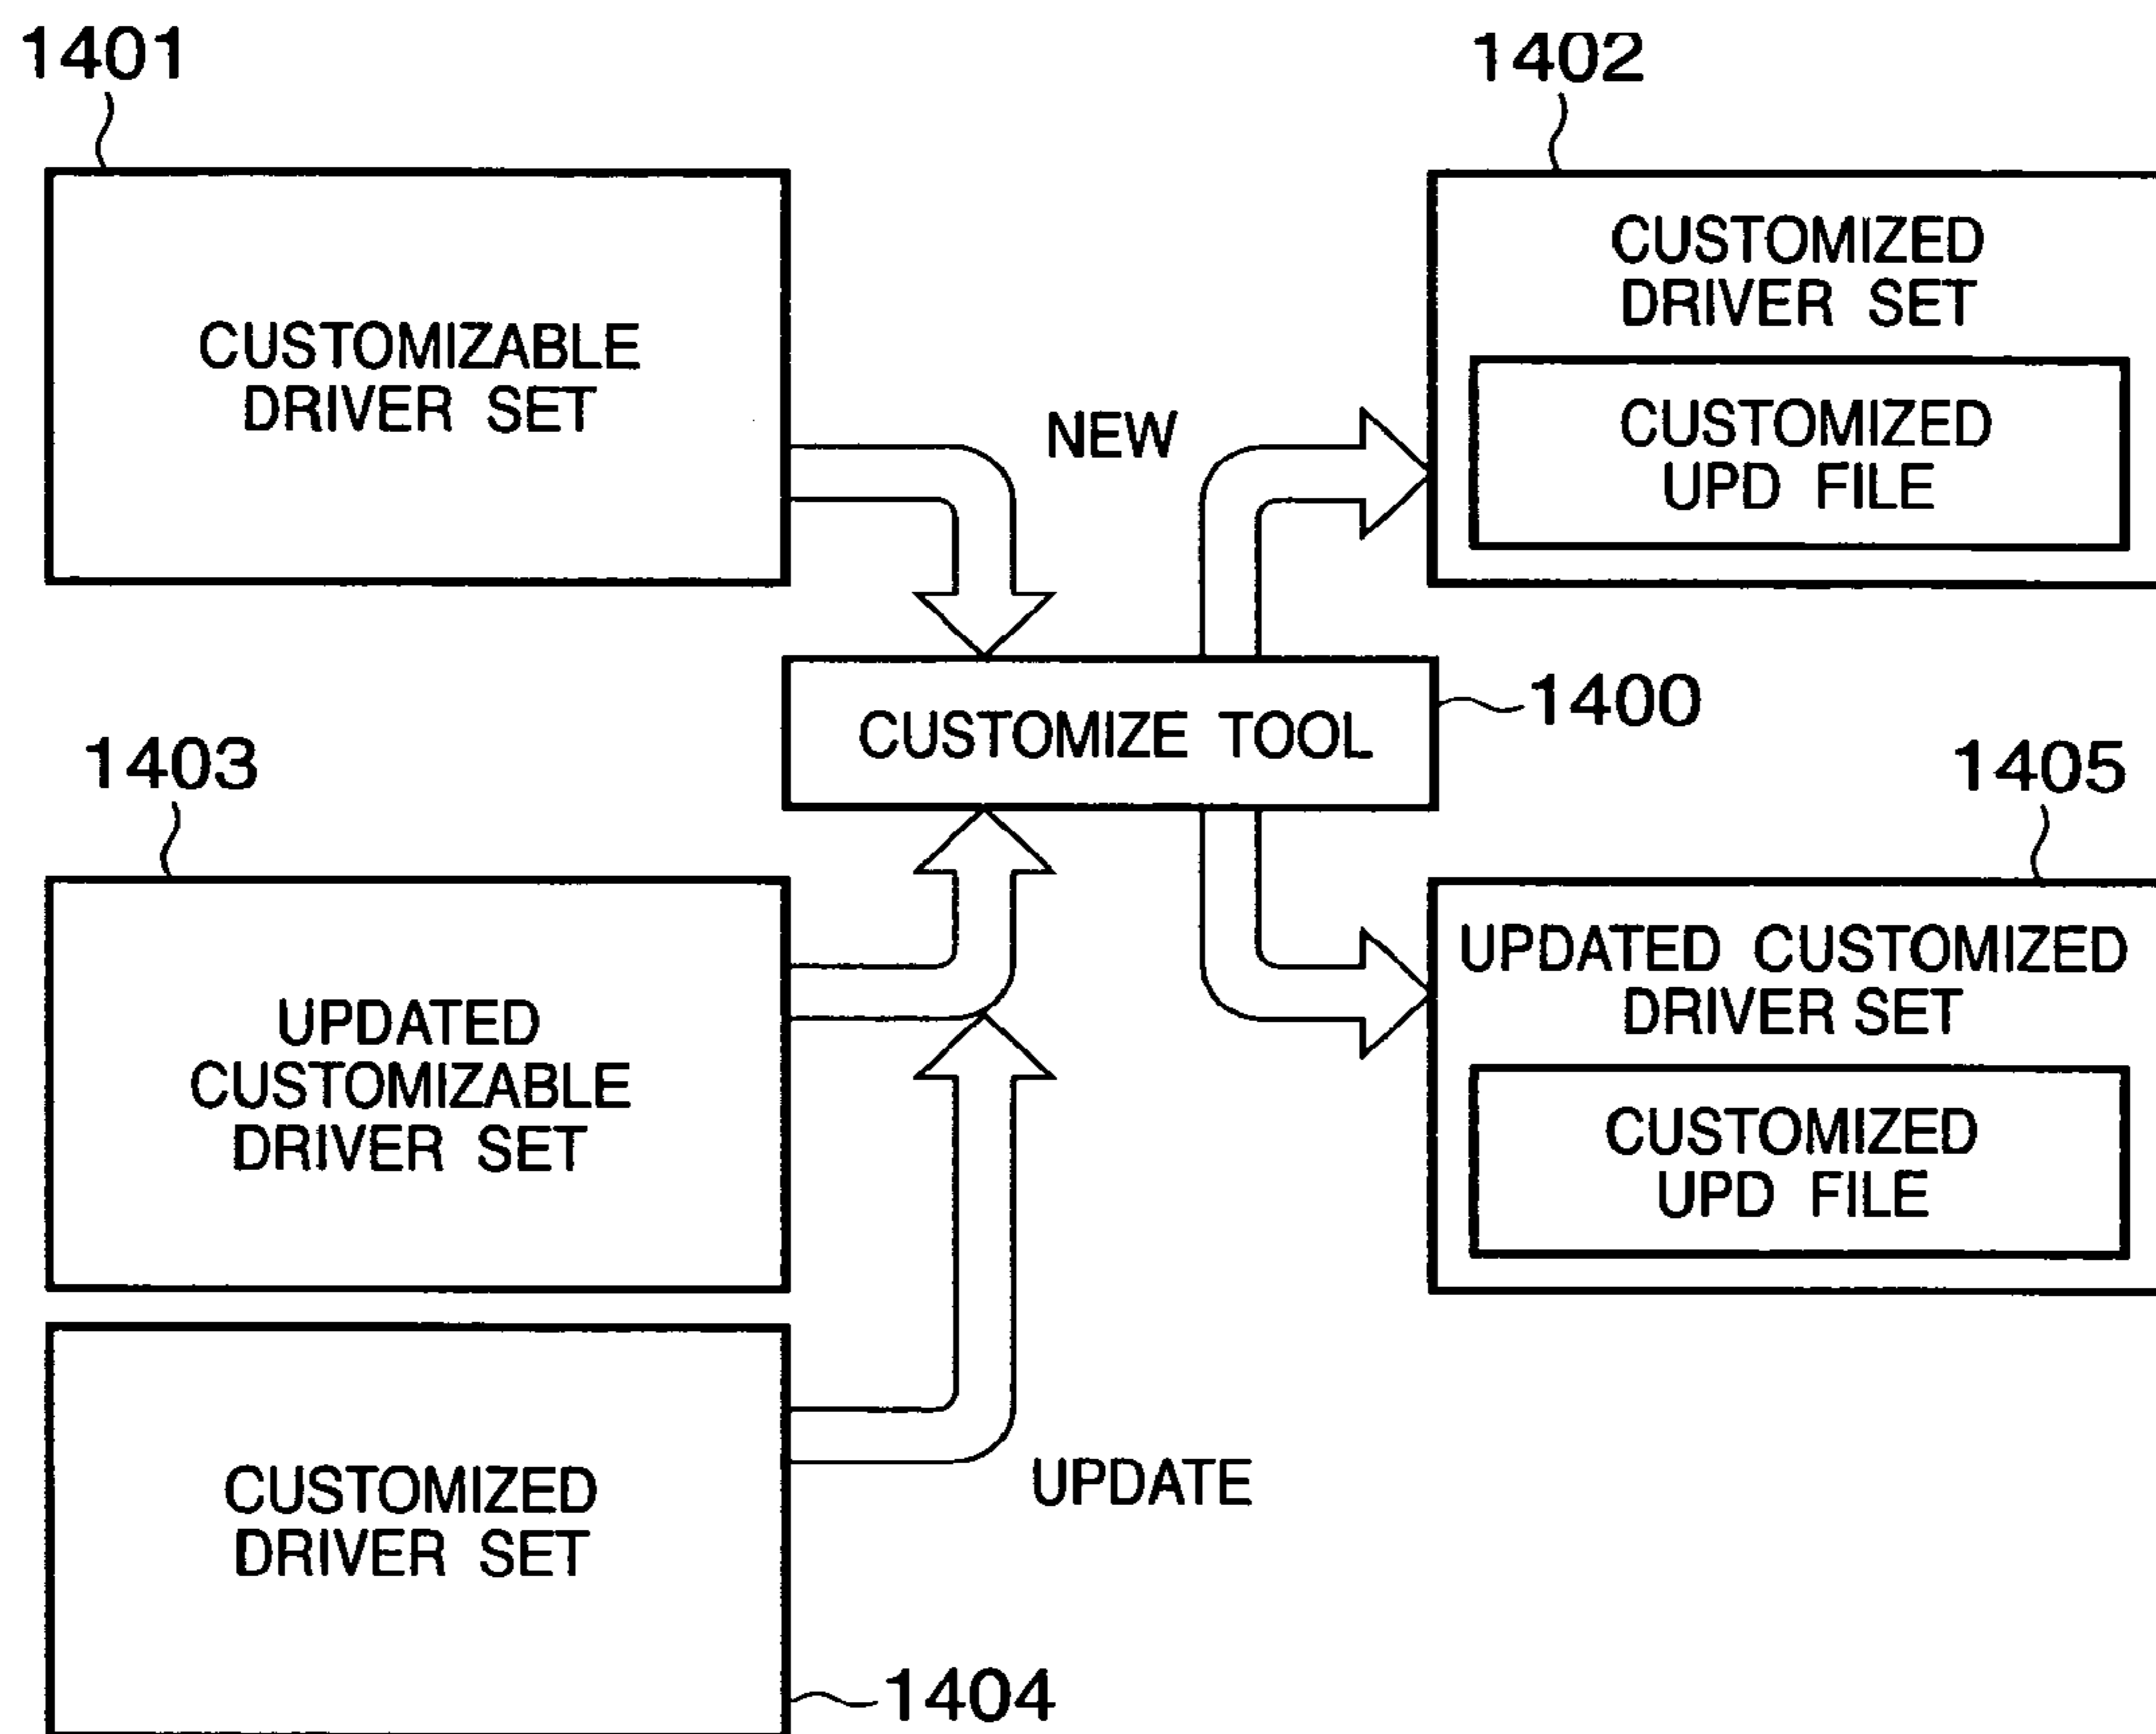 1401
1402
CUSTOMIZABLE
DRIVER SET
CUSTOMIZED
DRIVER SET
CUSTOMIZED
UPD FILE
NEW
CUSTOMIZE TOOL
1400
1403
1405
UPDATED
CUSTOMIZABLE
DRIVER SET
UPDATED CUSTOMIZED
DRIVER SET
CUSTOMIZED
UPD FILE
CUSTOMIZED
DRIVER SET
UPDATE
1404